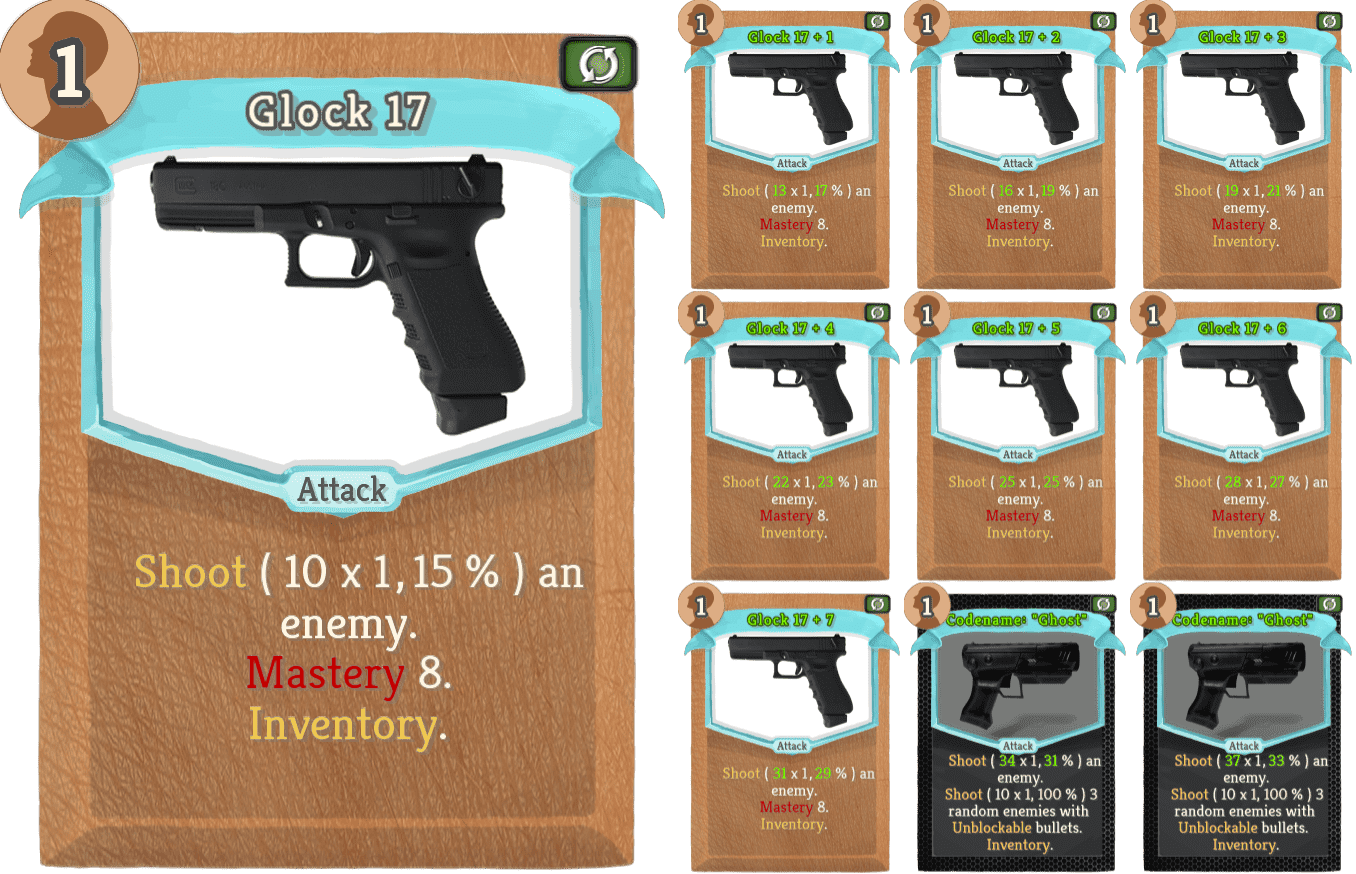 1
Glock 17
Attack
Shoot ( 10 x 1, 15 % ) an
enemy.
Mastery 8.
Inventory.
1
Glock 17 + 1
Attack
Shoot ( 13 x 1, 17 % ) an
enemy.
Mastery 8.
Inventory.
1
Glock 17 + 2
Attack
Shoot ( 16 x 1, 19 % ) an
enemy.
Mastery 8.
Inventory.
1
Glock 17 + 3
Attack
Shoot ( 19 x 1, 21 % ) an
enemy.
Mastery 8.
Inventory.
1
Glock 17 + 4
Attack
Shoot ( 22 x 1, 23 % ) an
enemy.
Mastery 8.
Inventory.
1
Glock 17 + 5
Attack
Shoot ( 25 x 1, 25 % ) an
enemy.
Mastery 8.
Inventory.
1
Glock 17 + 6
Attack
Shoot ( 28 x 1, 27 % ) an
enemy.
Mastery 8.
Inventory.
1
Glock 17 + 7
Attack
Shoot ( 31 x 1, 29 % ) an
enemy.
Mastery 8.
Inventory.
1
Codename: "Ghost"
Attack
Shoot ( 34 x 1, 31 % ) an
enemy.
Shoot ( 10 x 1, 100 % ) 3
random enemies with
Unblockable bullets.
Inventory.
1
Codename: "Ghost"
Attack
Shoot ( 37 x 1, 33 % ) an
enemy.
Shoot ( 10 x 1, 100 % ) 3
random enemies with
Unblockable bullets.
Inventory.